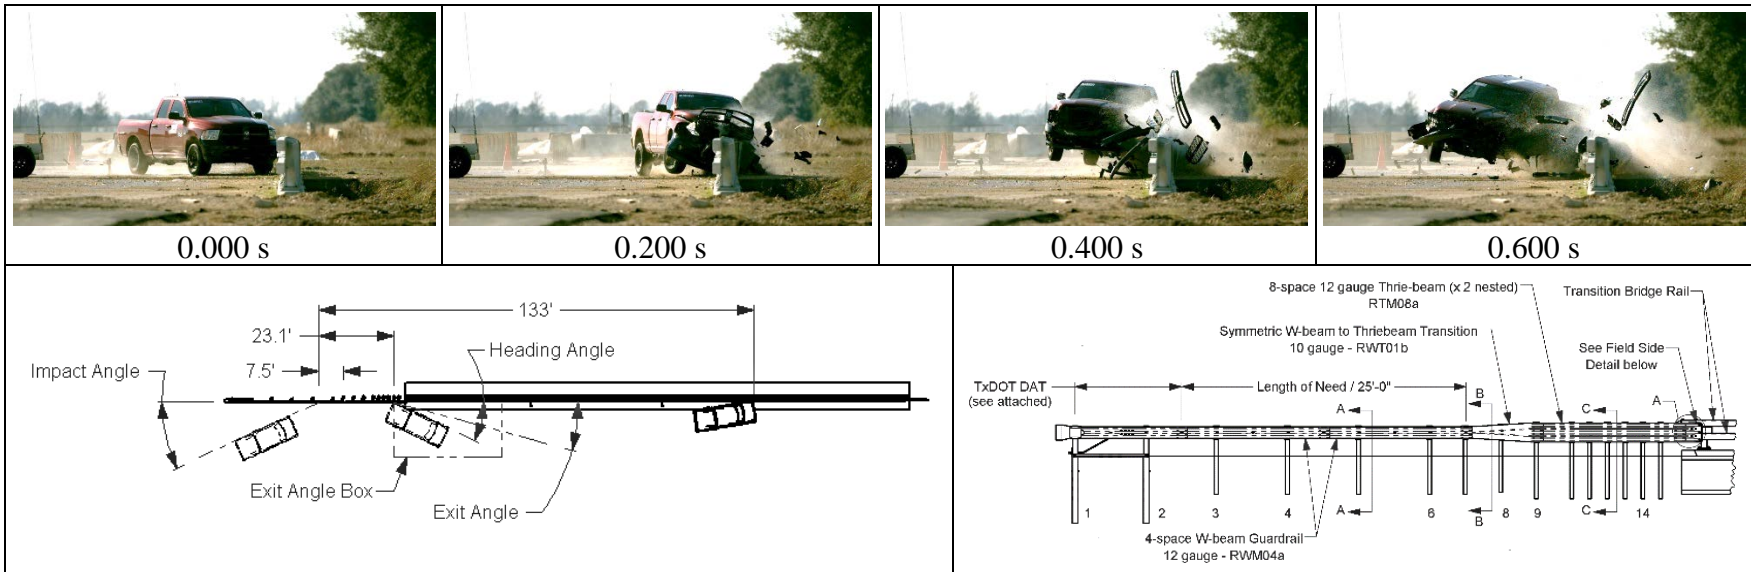 0.000 s
0.200 s
0.400 s
0.600 s
133'
23.1'
Heading Angle
Impact Angle
7.5'
Exit Angle Box
Exit Angle
8-space 12 gauge Thrie-beam (x 2 nested)
RTM08a
Transition Bridge Rail
Symmetric W-beam to Thriebeam Transition
10 gauge - RWT01b
See Field Side
Detail below
TxDOT DAT
(see attached)
Length of Need / 25'-0"
B
A
C
A
1
2
3
4
A
6
B
8
9
C
14
4-space W-beam Guardrail
12 gauge - RWM04a